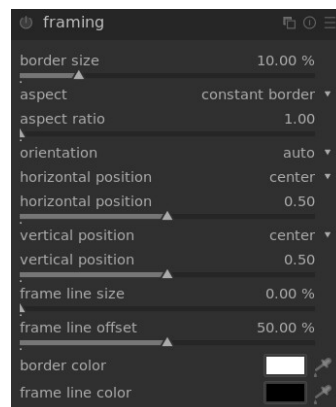 framing
border size 10.00 %
aspect constant border
aspect ratio 1.00
orientation auto
horizontal position center
horizontal position 0.50
vertical position center
vertical position 0.50
frame line size 0.00 %
frame line offset 50.00 %
border color
frame line color